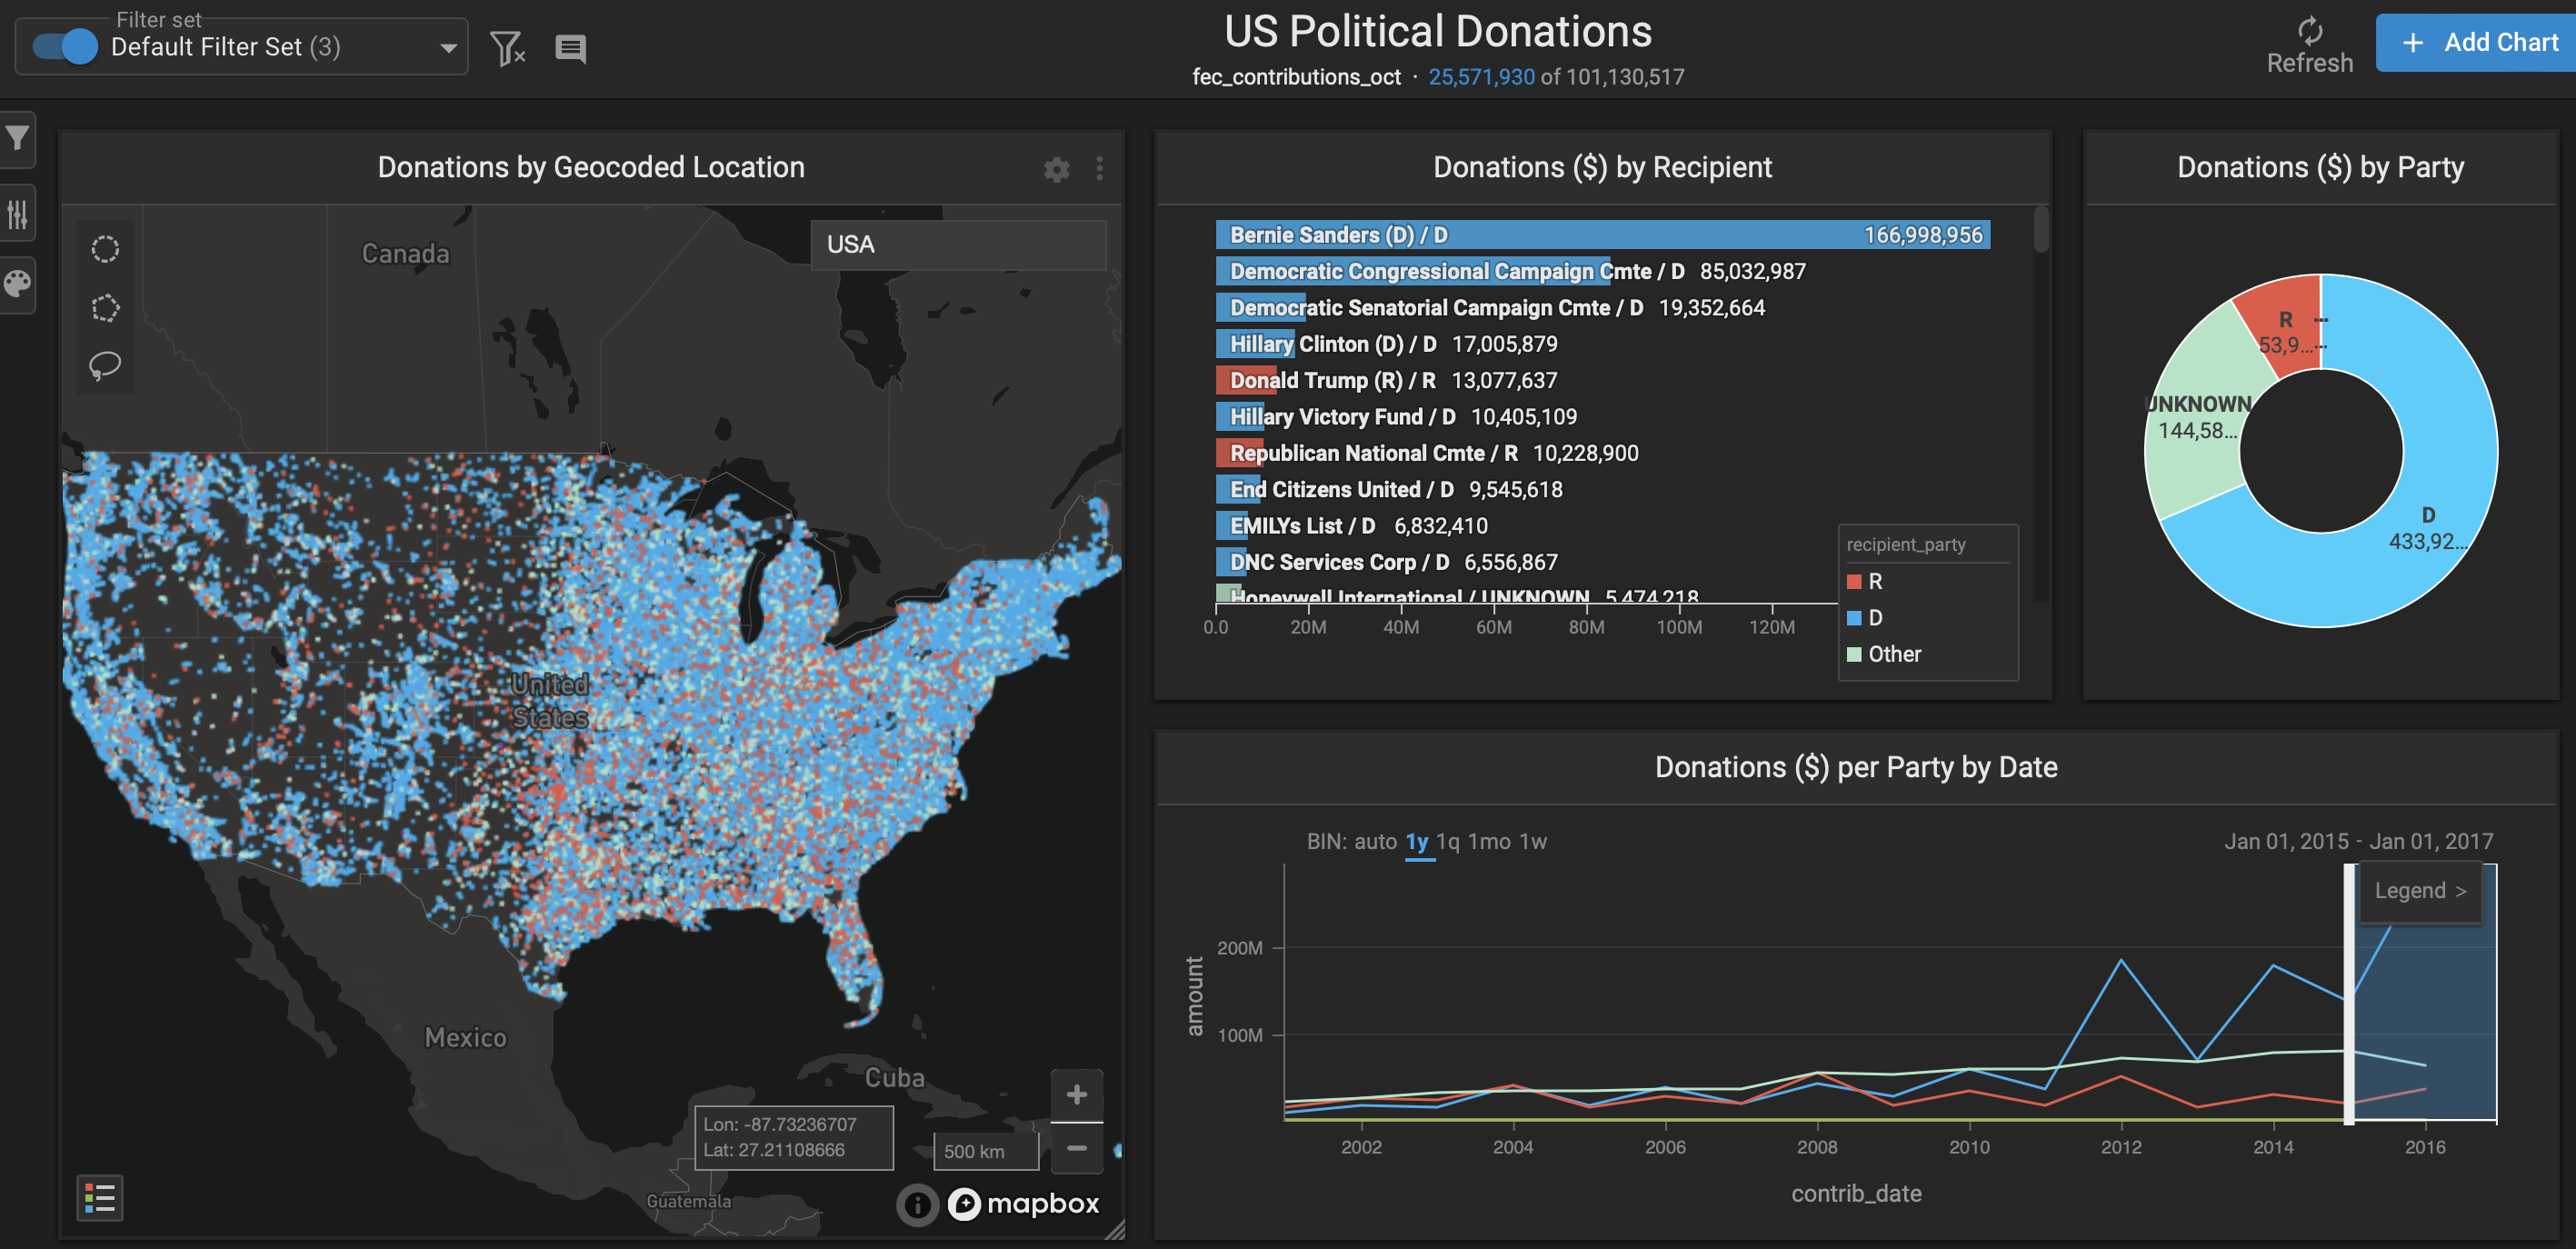 Filter set
Default Filter Set (3)
US Political Donations
fec_contributions_oct · 25,571,930 of 101,130,517
Refresh
+ Add Chart
Donations by Geocoded Location
USA
Canada
United
States
Mexico
Cuba
Guatemala
Lon: -87.73236707
Lat: 27.21108666
500 km
+
−
mapbox
Donations ($) by Recipient
Bernie Sanders (D) / D 166,998,956
Democratic Congressional Campaign Cmte / D 85,032,987
Democratic Senatorial Campaign Cmte / D 19,352,664
Hillary Clinton (D) / D 17,005,879
Donald Trump (R) / R 13,077,637
Hillary Victory Fund / D 10,405,109
Republican National Cmte / R 10,228,900
End Citizens United / D 9,545,618
EMILYs List / D 6,832,410
DNC Services Corp / D 6,556,867
Honeywell International / UNKNOWN 5,474,218
0.0 20M 40M 60M 80M 100M 120M
recipient_party
R
D
Other
Donations ($) by Party
R
53,9...
UNKNOWN
144,58...
D
433,92...
Donations ($) per Party by Date
BIN: auto 1y 1q 1mo 1w
Jan 01, 2015 - Jan 01, 2017
Legend >
amount
200M
100M
2002 2004 2006 2008 2010 2012 2014 2016
contrib_date